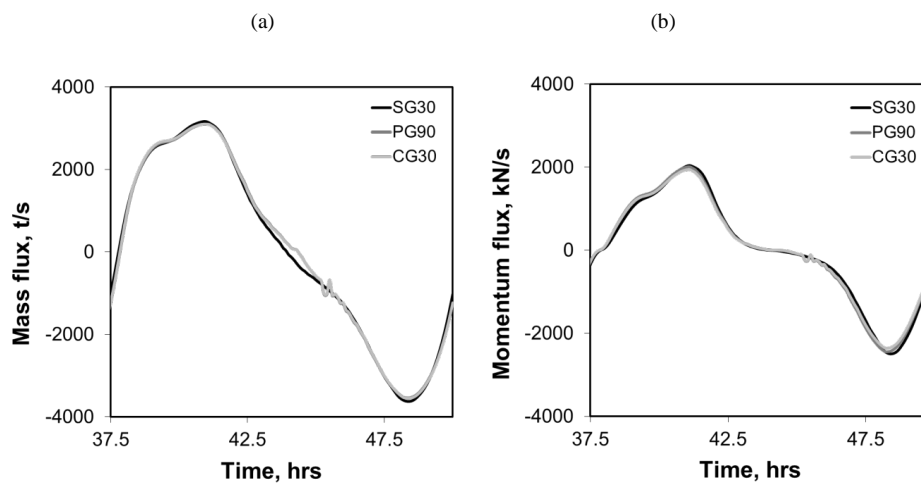 (a)
(b)
4000
2000
0
-2000
-4000
Mass flux, t/s
SG30
PG90
CG30
37.5
42.5
47.5
Time, hrs
4000
2000
0
-2000
-4000
Momentum flux, kN/s
SG30
PG90
CG30
37.5
42.5
47.5
Time, hrs